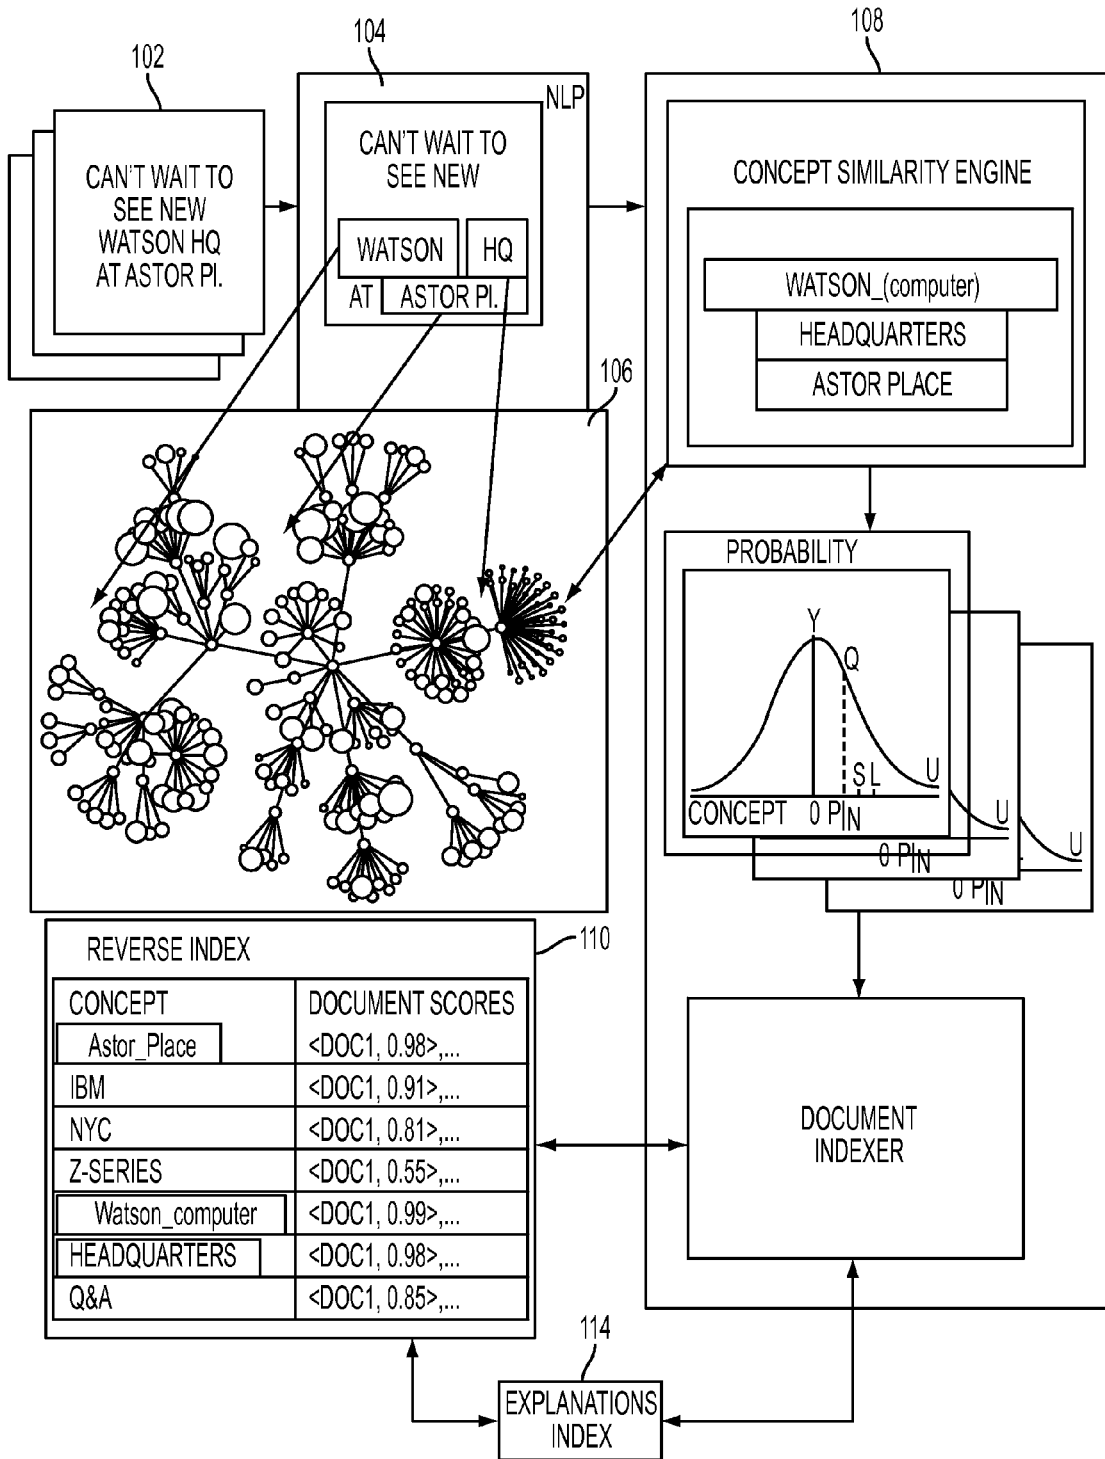 102
104
108
CAN'T WAIT TO
SEE NEW
WATSON HQ
AT ASTOR Pl.
NLP
CAN'T WAIT TO
SEE NEW
WATSON HQ
AT ASTOR Pl.
CONCEPT SIMILARITY ENGINE
WATSON_(computer)
HEADQUARTERS
ASTOR PLACE
106
PROBABILITY
Y
Q
S L U
CONCEPT 0 PIN
U
0 PIN
U
0 PIN
110
REVERSE INDEX
CONCEPT DOCUMENT SCORES
Astor_Place <DOC1, 0.98>,...
IBM <DOC1, 0.91>,...
NYC <DOC1, 0.81>,...
Z-SERIES <DOC1, 0.55>,...
Watson_computer <DOC1, 0.99>,...
HEADQUARTERS <DOC1, 0.98>,...
Q&A <DOC1, 0.85>,...
DOCUMENT
INDEXER
114
EXPLANATIONS
INDEX